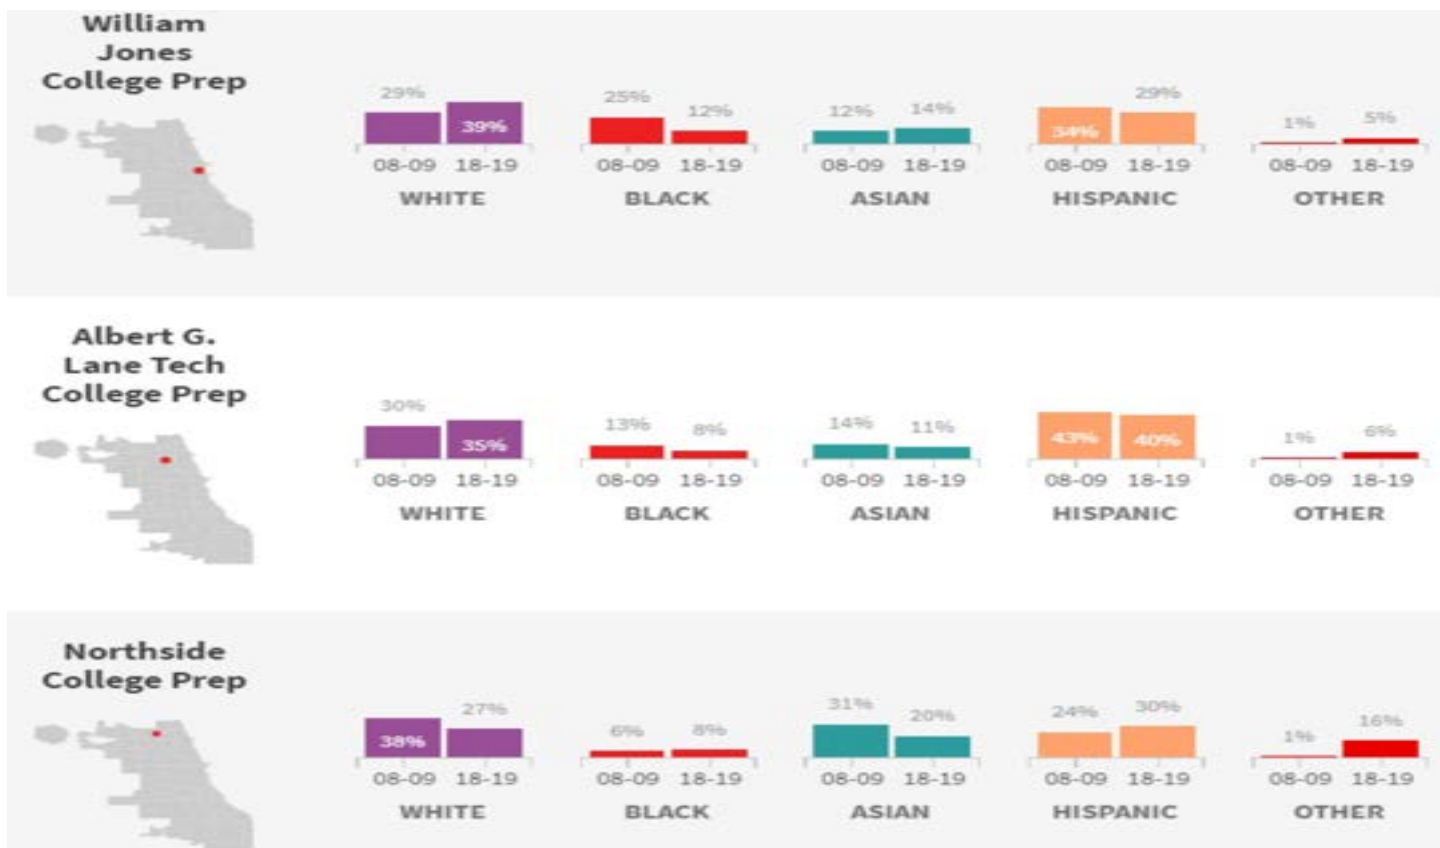 William
Jones
College Prep
29% 39% 25% 12% 12% 14% 34% 29% 1% 5%
08-09 18-19 08-09 18-19 08-09 18-19 08-09 18-19 08-09 18-19
WHITE BLACK ASIAN HISPANIC OTHER
Albert G.
Lane Tech
College Prep
30% 35% 13% 8% 14% 11% 43% 40% 1% 6%
08-09 18-19 08-09 18-19 08-09 18-19 08-09 18-19 08-09 18-19
WHITE BLACK ASIAN HISPANIC OTHER
Northside
College Prep
38% 27% 6% 8% 31% 20% 24% 30% 1% 16%
08-09 18-19 08-09 18-19 08-09 18-19 08-09 18-19 08-09 18-19
WHITE BLACK ASIAN HISPANIC OTHER